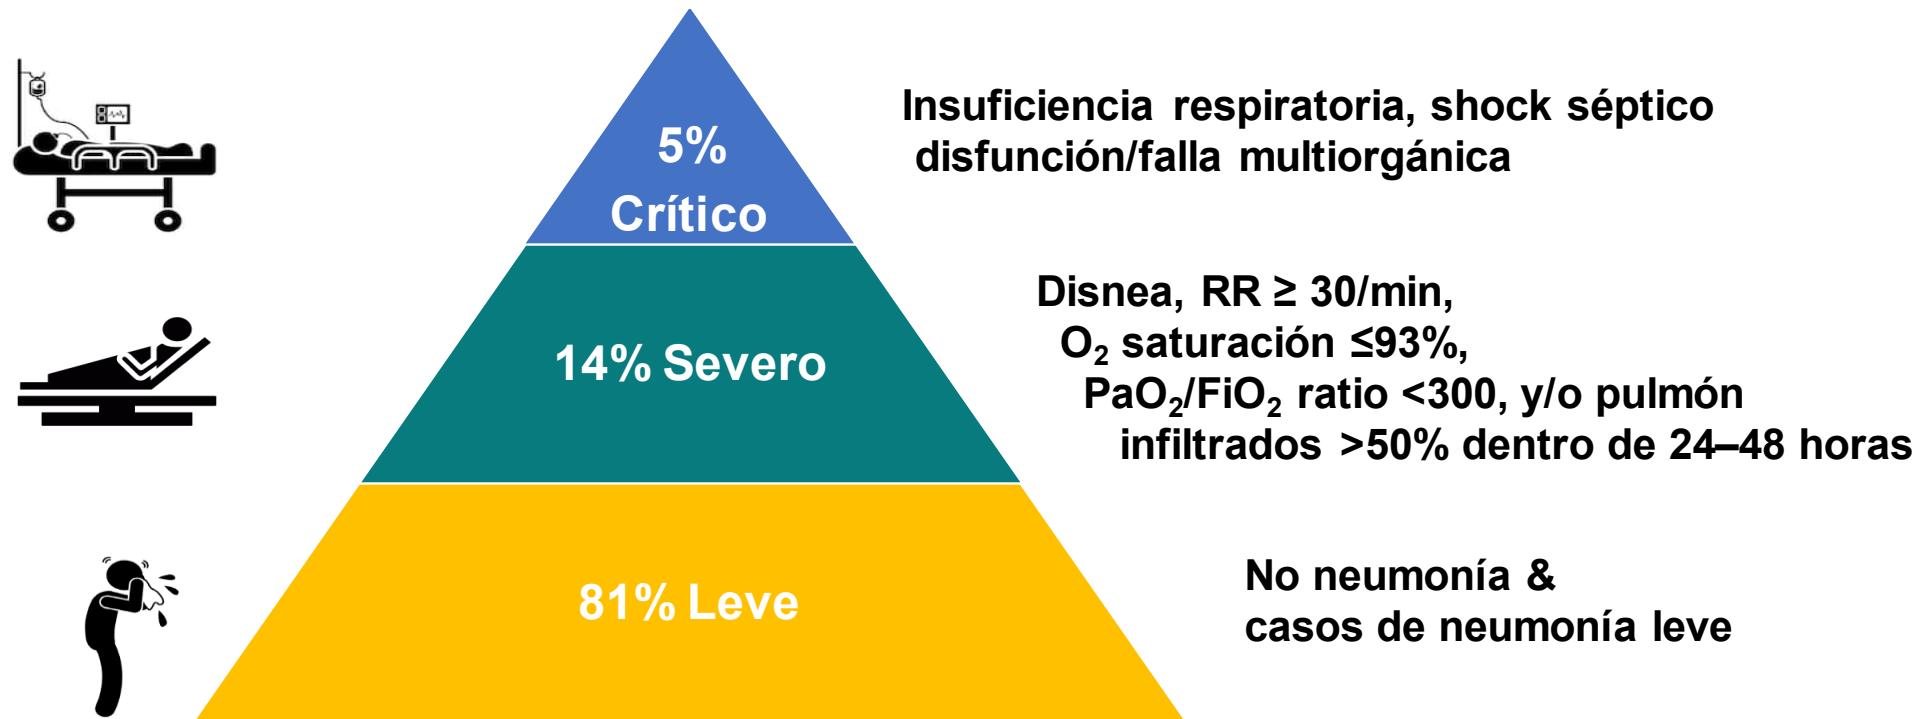 5%
Crítico
Insuficiencia respiratoria, shock séptico
disfunción/falla multiorgánica
14% Severo
Disnea, RR ≥ 30/min,
O₂ saturación ≤93%,
PaO₂/FiO₂ ratio <300, y/o pulmón
infiltrados >50% dentro de 24–48 horas
81% Leve
No neumonía &
casos de neumonía leve